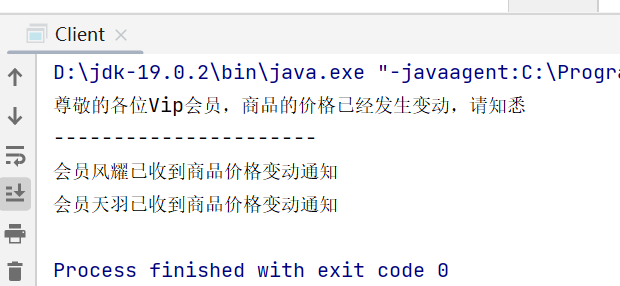 Client
D:\jdk-19.0.2\bin\java.exe "-javaagent:C:\Progra
尊敬的各位Vip会员，商品的价格已经发生变动，请知悉
----------------------
会员风耀已收到商品价格变动通知
会员天羽已收到商品价格变动通知
Process finished with exit code 0